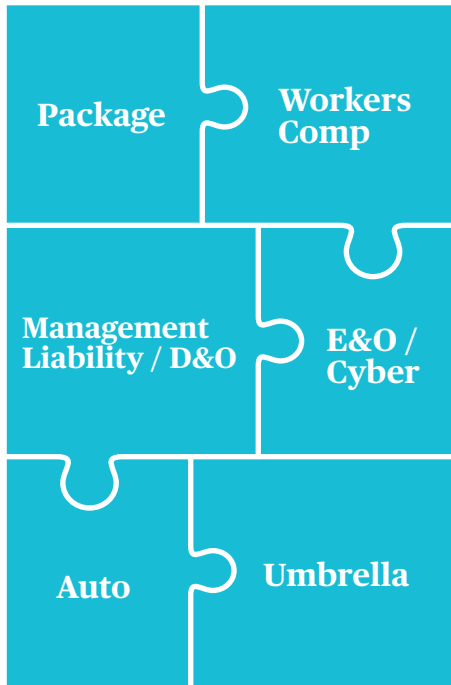 Package
Workers
Comp
Management
Liability / D&O
E&O /
Cyber
Auto
Umbrella